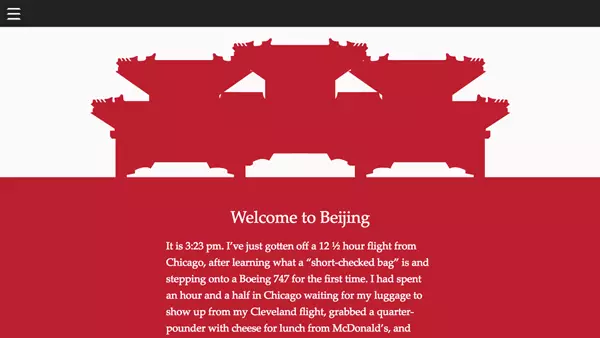 Welcome to Beijing
It is 3:23 pm. I’ve just gotten off a 12 ½ hour flight from
Chicago, after learning what a “short-checked bag” is and
stepping onto a Boeing 747 for the first time. I had spent
an hour and a half in Chicago waiting for my luggage to
show up from my Cleveland flight, grabbed a quarter-
pounder with cheese for lunch from McDonald’s, and